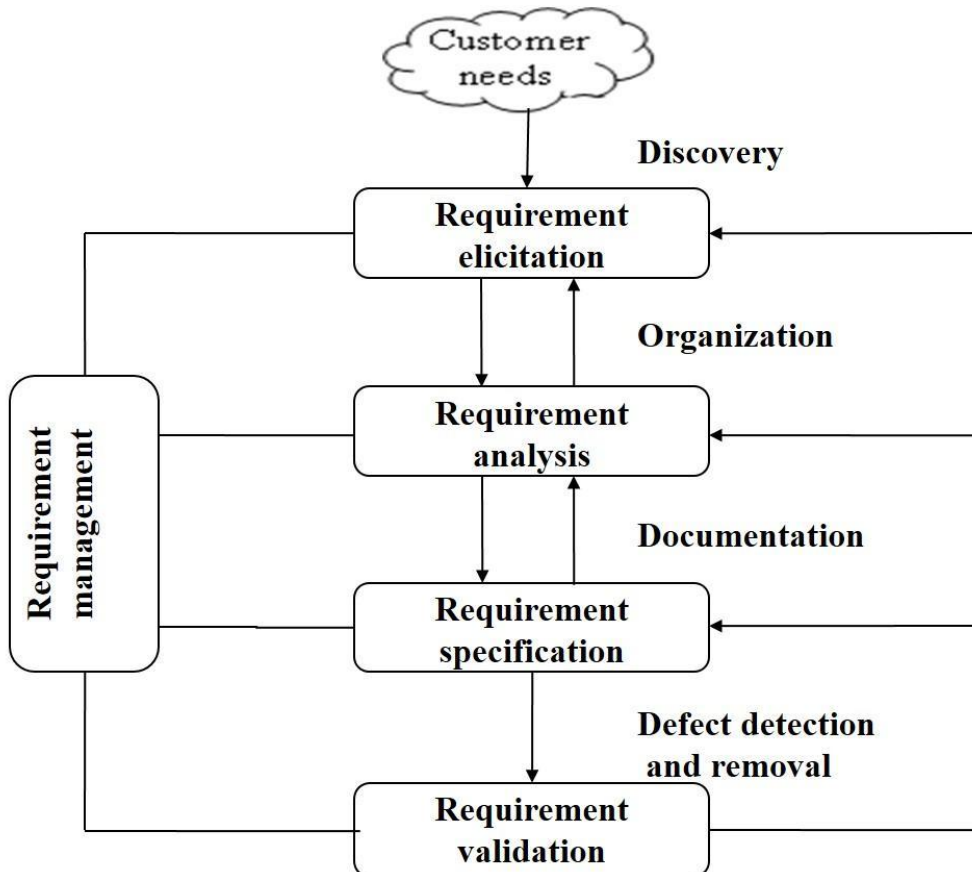 Customer
needs
Discovery
Requirement
elicitation
Organization
Requirement
analysis
Requirement
management
Documentation
Requirement
specification
Defect detection
and removal
Requirement
validation